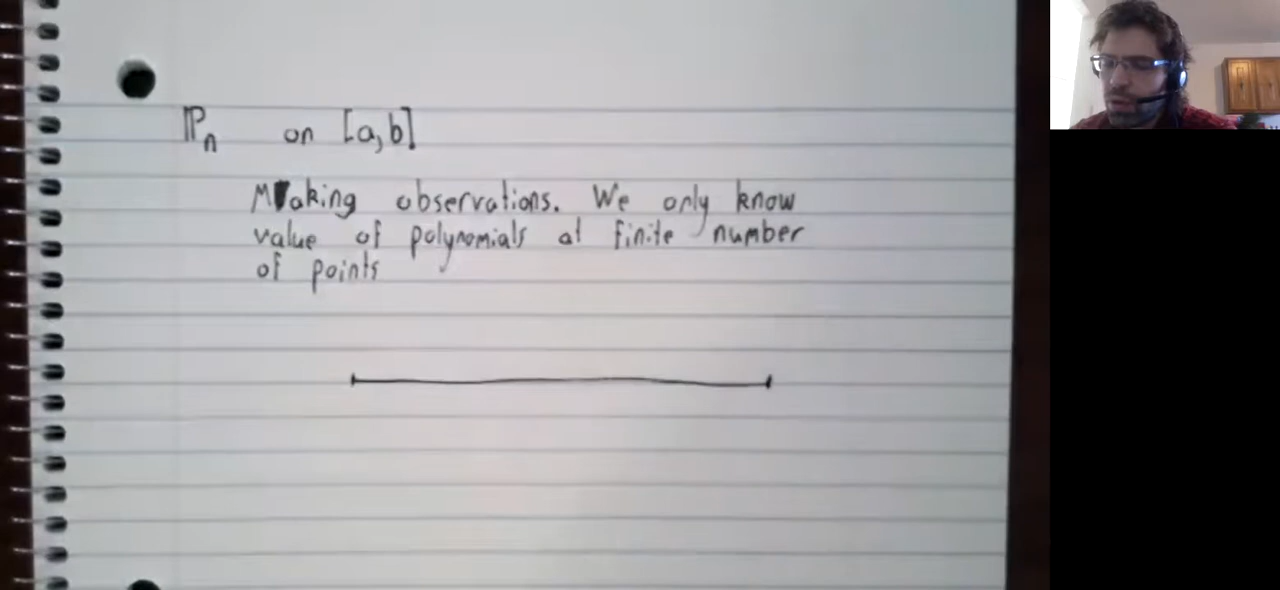 ℙn on [a,b]
Making observations. We only know
value of polynomials at finite number
of points